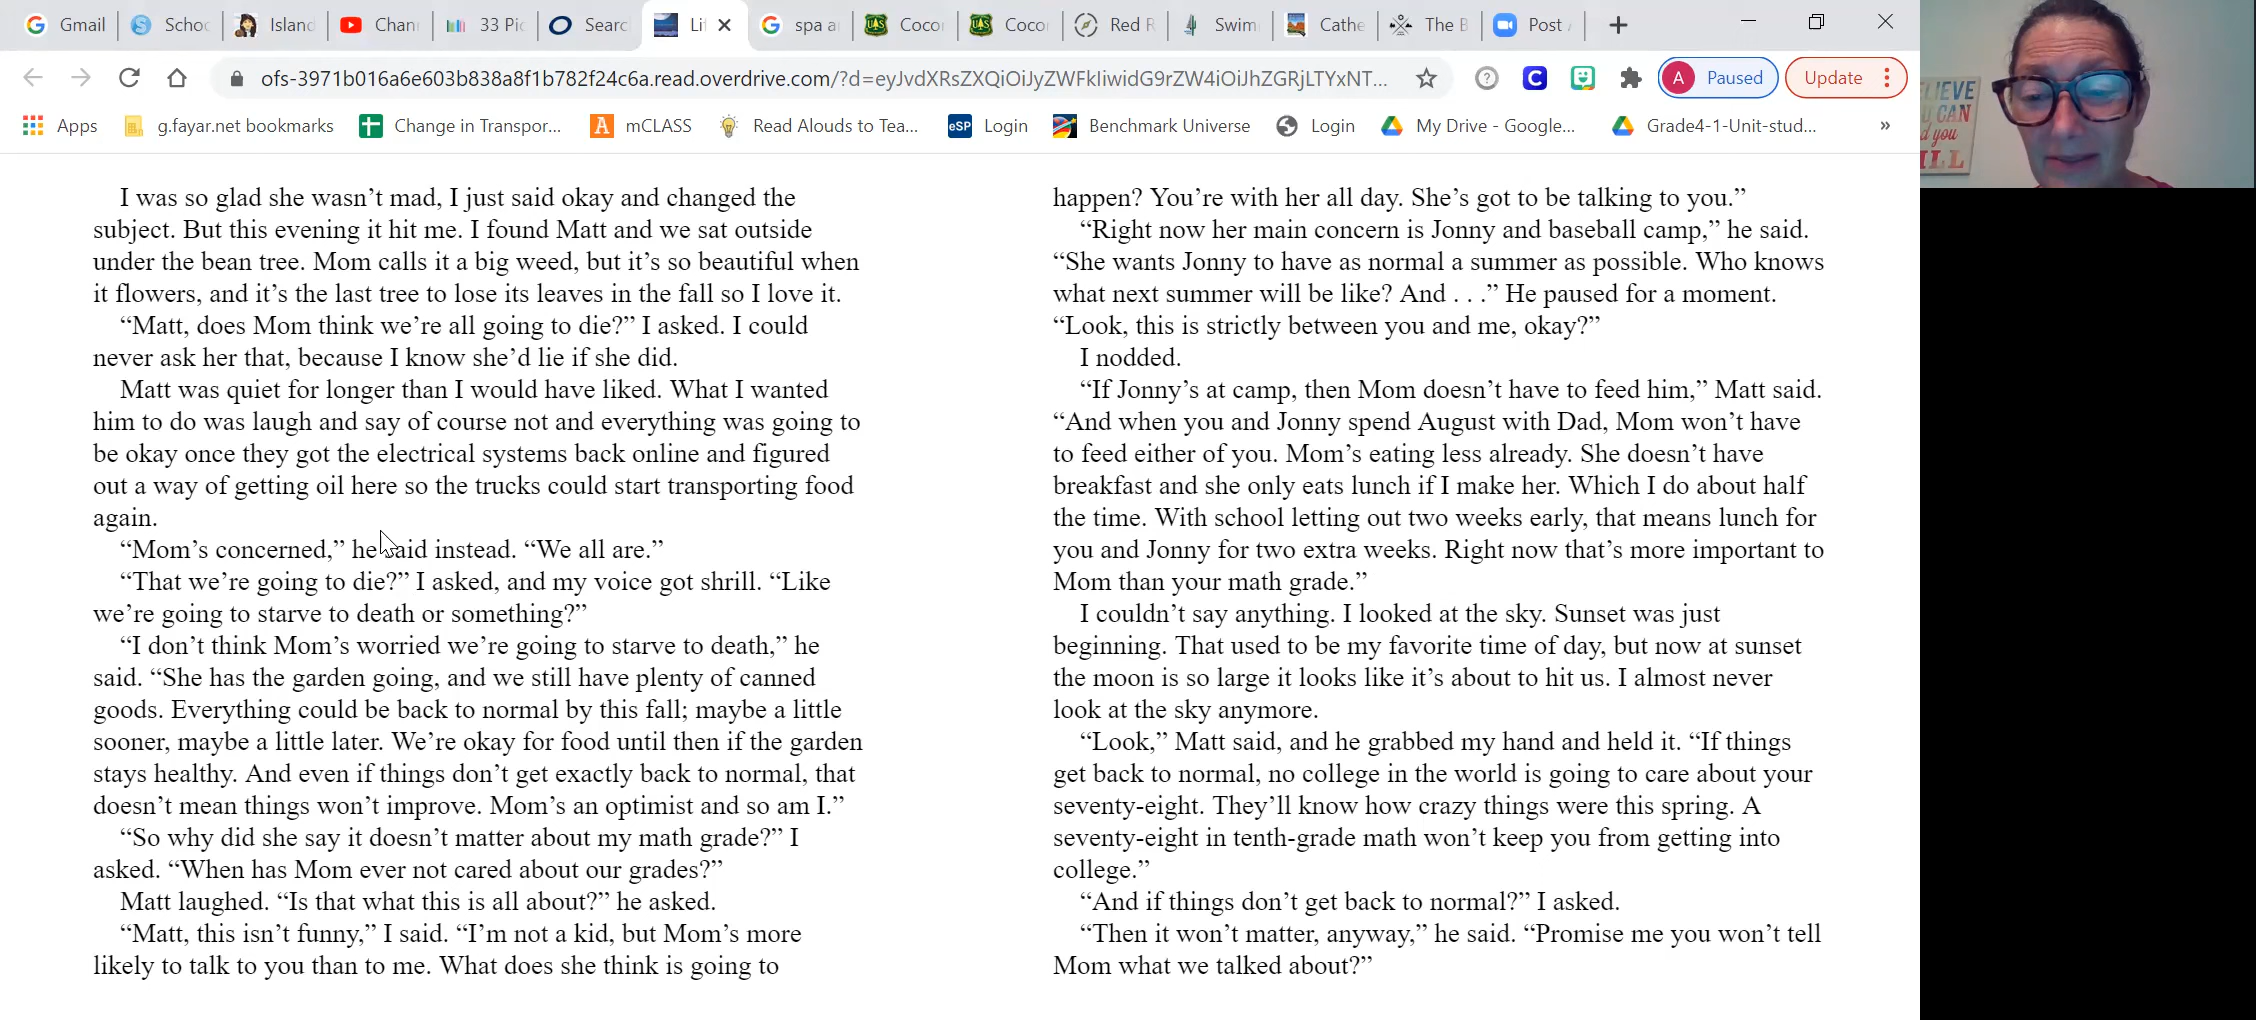 Gmail
Schoo
Island
Chan
33 Pic
Searc
Li
spa a
Coco
Coco
Red R
Swim
Cathe
The B
Post
ofs-3971b016a6e603b838a8f1b782f24c6a.read.overdrive.com/?d=eyJvdXRsZXQiOiJyZWFkIiwidG9rZW4iOiJhZGRjLTYxNT...
A Paused
Update
Apps
g.fayar.net bookmarks
Change in Transpor...
mCLASS
Read Alouds to Tea...
eSP Login
Benchmark Universe
Login
My Drive - Google...
Grade4-1-Unit-stud...
»
I was so glad she wasn’t mad, I just said okay and changed the
subject. But this evening it hit me. I found Matt and we sat outside
under the bean tree. Mom calls it a big weed, but it’s so beautiful when
it flowers, and it’s the last tree to lose its leaves in the fall so I love it.
“Matt, does Mom think we’re all going to die?” I asked. I could
never ask her that, because I know she’d lie if she did.
Matt was quiet for longer than I would have liked. What I wanted
him to do was laugh and say of course not and everything was going to
be okay once they got the electrical systems back online and figured
out a way of getting oil here so the trucks could start transporting food
again.
“Mom’s concerned,” he said instead. “We all are.”
“That we’re going to die?” I asked, and my voice got shrill. “Like
we’re going to starve to death or something?”
“I don’t think Mom’s worried we’re going to starve to death,” he
said. “She has the garden going, and we still have plenty of canned
goods. Everything could be back to normal by this fall; maybe a little
sooner, maybe a little later. We’re okay for food until then if the garden
stays healthy. And even if things don’t get exactly back to normal, that
doesn’t mean things won’t improve. Mom’s an optimist and so am I.”
“So why did she say it doesn’t matter about my math grade?” I
asked. “When has Mom ever not cared about our grades?”
Matt laughed. “Is that what this is all about?” he asked.
“Matt, this isn’t funny,” I said. “I’m not a kid, but Mom’s more
likely to talk to you than to me. What does she think is going to
happen? You’re with her all day. She’s got to be talking to you.”
“Right now her main concern is Jonny and baseball camp,” he said.
“She wants Jonny to have as normal a summer as possible. Who knows
what next summer will be like? And . . .” He paused for a moment.
“Look, this is strictly between you and me, okay?”
I nodded.
“If Jonny’s at camp, then Mom doesn’t have to feed him,” Matt said.
“And when you and Jonny spend August with Dad, Mom won’t have
to feed either of you. Mom’s eating less already. She doesn’t have
breakfast and she only eats lunch if I make her. Which I do about half
the time. With school letting out two weeks early, that means lunch for
you and Jonny for two extra weeks. Right now that’s more important to
Mom than your math grade.”
I couldn’t say anything. I looked at the sky. Sunset was just
beginning. That used to be my favorite time of day, but now at sunset
the moon is so large it looks like it’s about to hit us. I almost never
look at the sky anymore.
“Look,” Matt said, and he grabbed my hand and held it. “If things
get back to normal, no college in the world is going to care about your
seventy-eight. They’ll know how crazy things were this spring. A
seventy-eight in tenth-grade math won’t keep you from getting into
college.”
“And if things don’t get back to normal?” I asked.
“Then it won’t matter, anyway,” he said. “Promise me you won’t tell
Mom what we talked about?”
ELIEVE
U CAN
d you
ILL